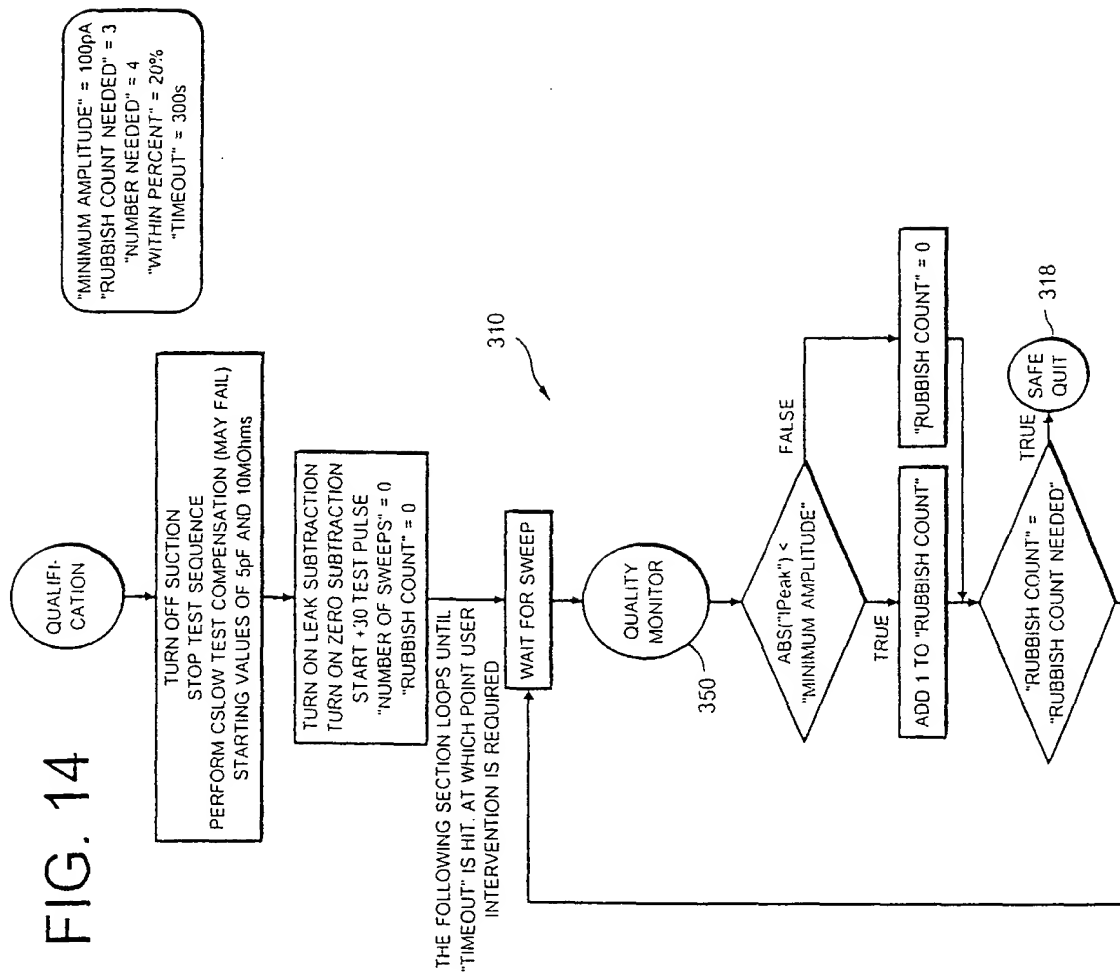 FIG. 14
"MINIMUM AMPLITUDE" = 100pA
"RUBBISH COUNT NEEDED" = 3
"NUMBER NEEDED" = 4
"WITHIN PERCENT" = 20%
"TIMEOUT" = 300s
QUALIFI-
CATION
TURN OFF SUCTION
STOP TEST SEQUENCE
PERFORM CSLOW TEST COMPENSATION (MAY FAIL)
STARTING VALUES OF 5pF AND 10MOhms
TURN ON LEAK SUBTRACTION
TURN ON ZERO SUBTRACTION
START +30 TEST PULSE
"NUMBER OF SWEEPS" = 0
"RUBBISH COUNT" = 0
THE FOLLOWING SECTION LOOPS UNTIL
"TIMEOUT" IS HIT. AT WHICH POINT USER
INTERVENTION IS REQUIRED
310
WAIT FOR SWEEP
QUALITY
MONITOR
350
ABS("IPeak") <
"MINIMUM AMPLITUDE"
FALSE
TRUE
ADD 1 TO "RUBBISH COUNT"
"RUBBISH COUNT" = 0
"RUBBISH COUNT" =
"RUBBISH COUNT NEEDED"
TRUE
SAFE
QUIT
318